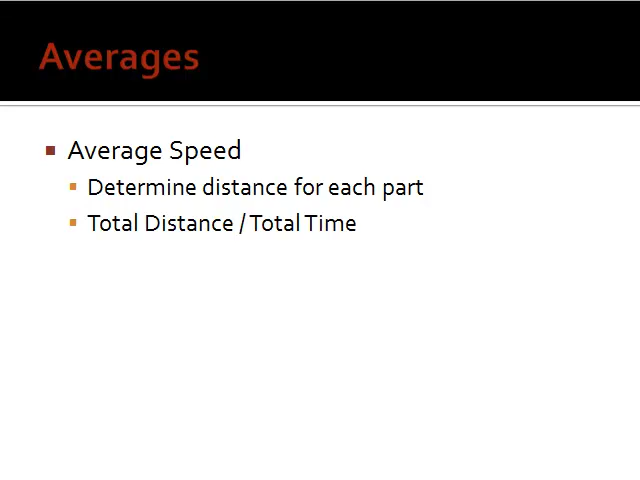 Averages
Average Speed
Determine distance for each part
Total Distance / Total Time